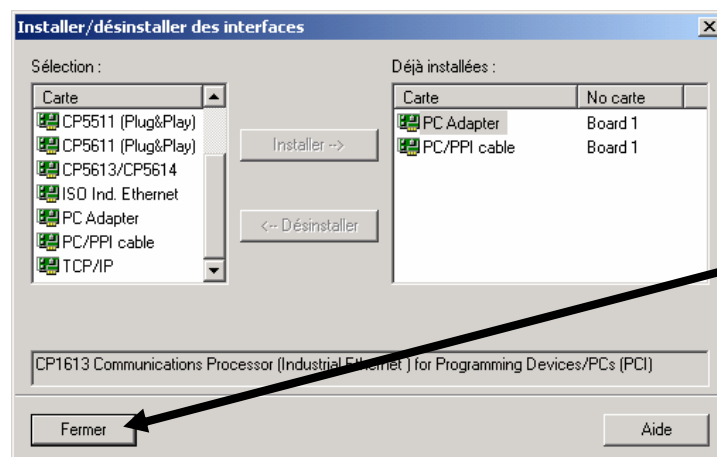 Installer/désinstaller des interfaces
Sélection :
Déjà installées :
Carte
CP5511 (Plug&Play)
CP5611 (Plug&Play)
CP5613/CP5614
ISO Ind. Ethernet
PC Adapter
PC/PPI cable
TCP/IP
Installer -->
<-- Désinstaller
Carte No carte
PC Adapter Board 1
PC/PPI cable Board 1
CP1613 Communications Processor (Industrial Ethernet ) for Programming Devices/PCs (PCI)
Fermer
Aide